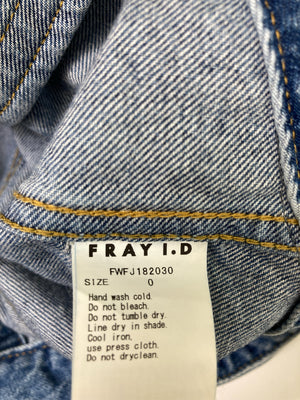 FRAY I.D
FWFJ182030
SIZE 0
Hand wash cold.
Do not bleach.
Do not tumble dry.
Line dry in shade.
Cool iron.
use press cloth.
Do not dryclean.